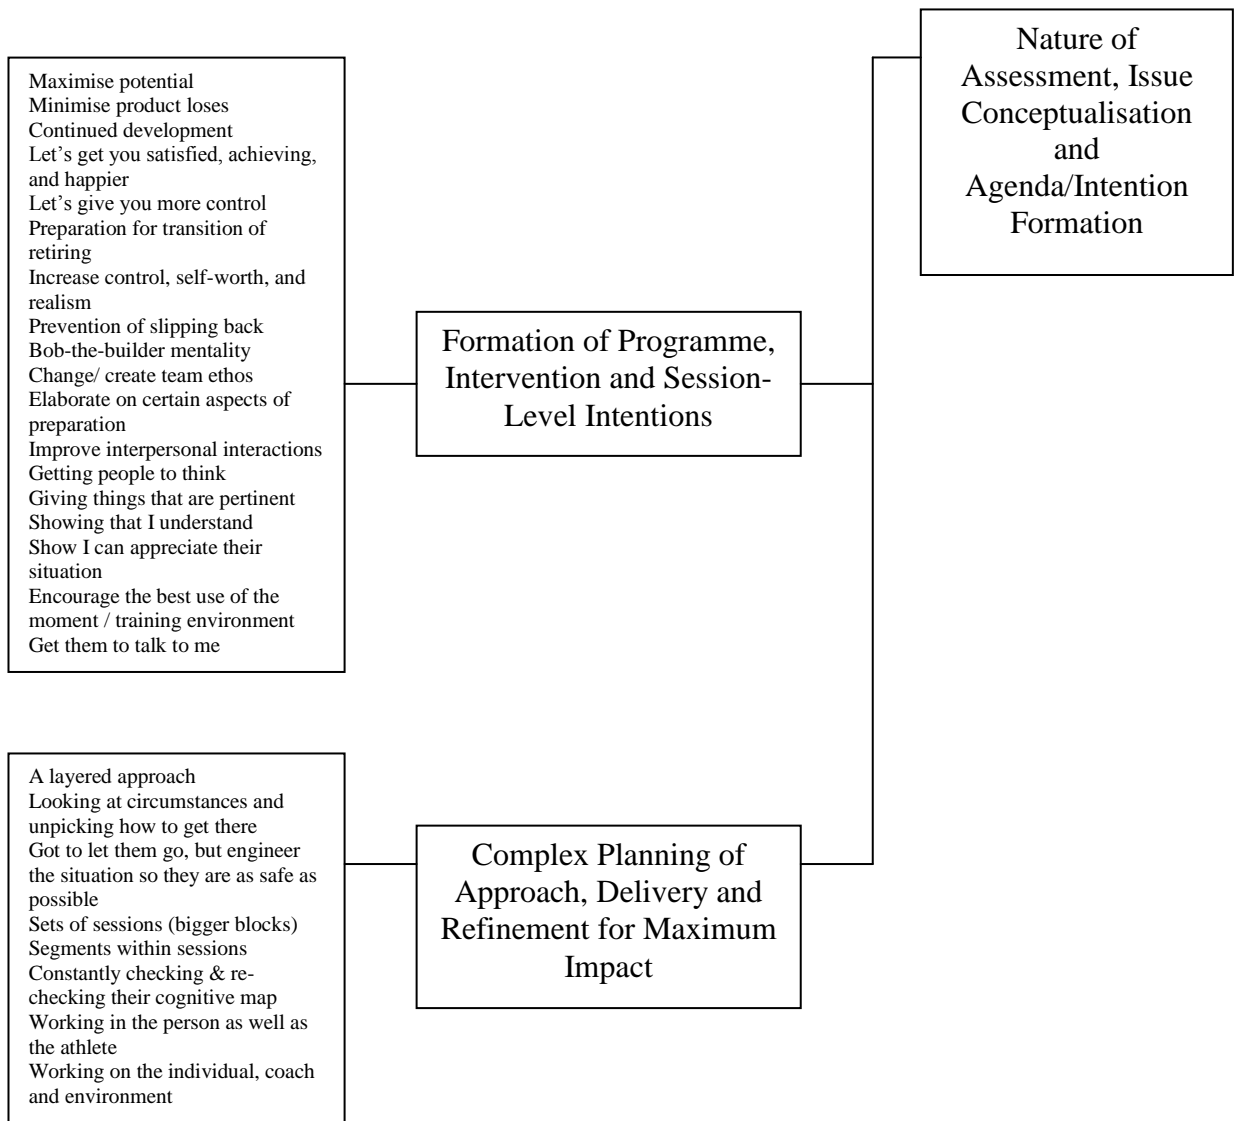 Maximise potential
Minimise product loses
Continued development
Let’s get you satisfied, achieving,
and happier
Let’s give you more control
Preparation for transition of
retiring
Increase control, self-worth, and
realism
Prevention of slipping back
Bob-the-builder mentality
Change/ create team ethos
Elaborate on certain aspects of
preparation
Improve interpersonal interactions
Getting people to think
Giving things that are pertinent
Showing that I understand
Show I can appreciate their
situation
Encourage the best use of the
moment / training environment
Get them to talk to me
Formation of Programme,
Intervention and Session-
Level Intentions
Nature of
Assessment, Issue
Conceptualisation
and
Agenda/Intention
Formation
A layered approach
Looking at circumstances and
unpicking how to get there
Got to let them go, but engineer
the situation so they are as safe as
possible
Sets of sessions (bigger blocks)
Segments within sessions
Constantly checking & re-
checking their cognitive map
Working in the person as well as
the athlete
Working on the individual, coach
and environment
Complex Planning of
Approach, Delivery and
Refinement for Maximum
Impact